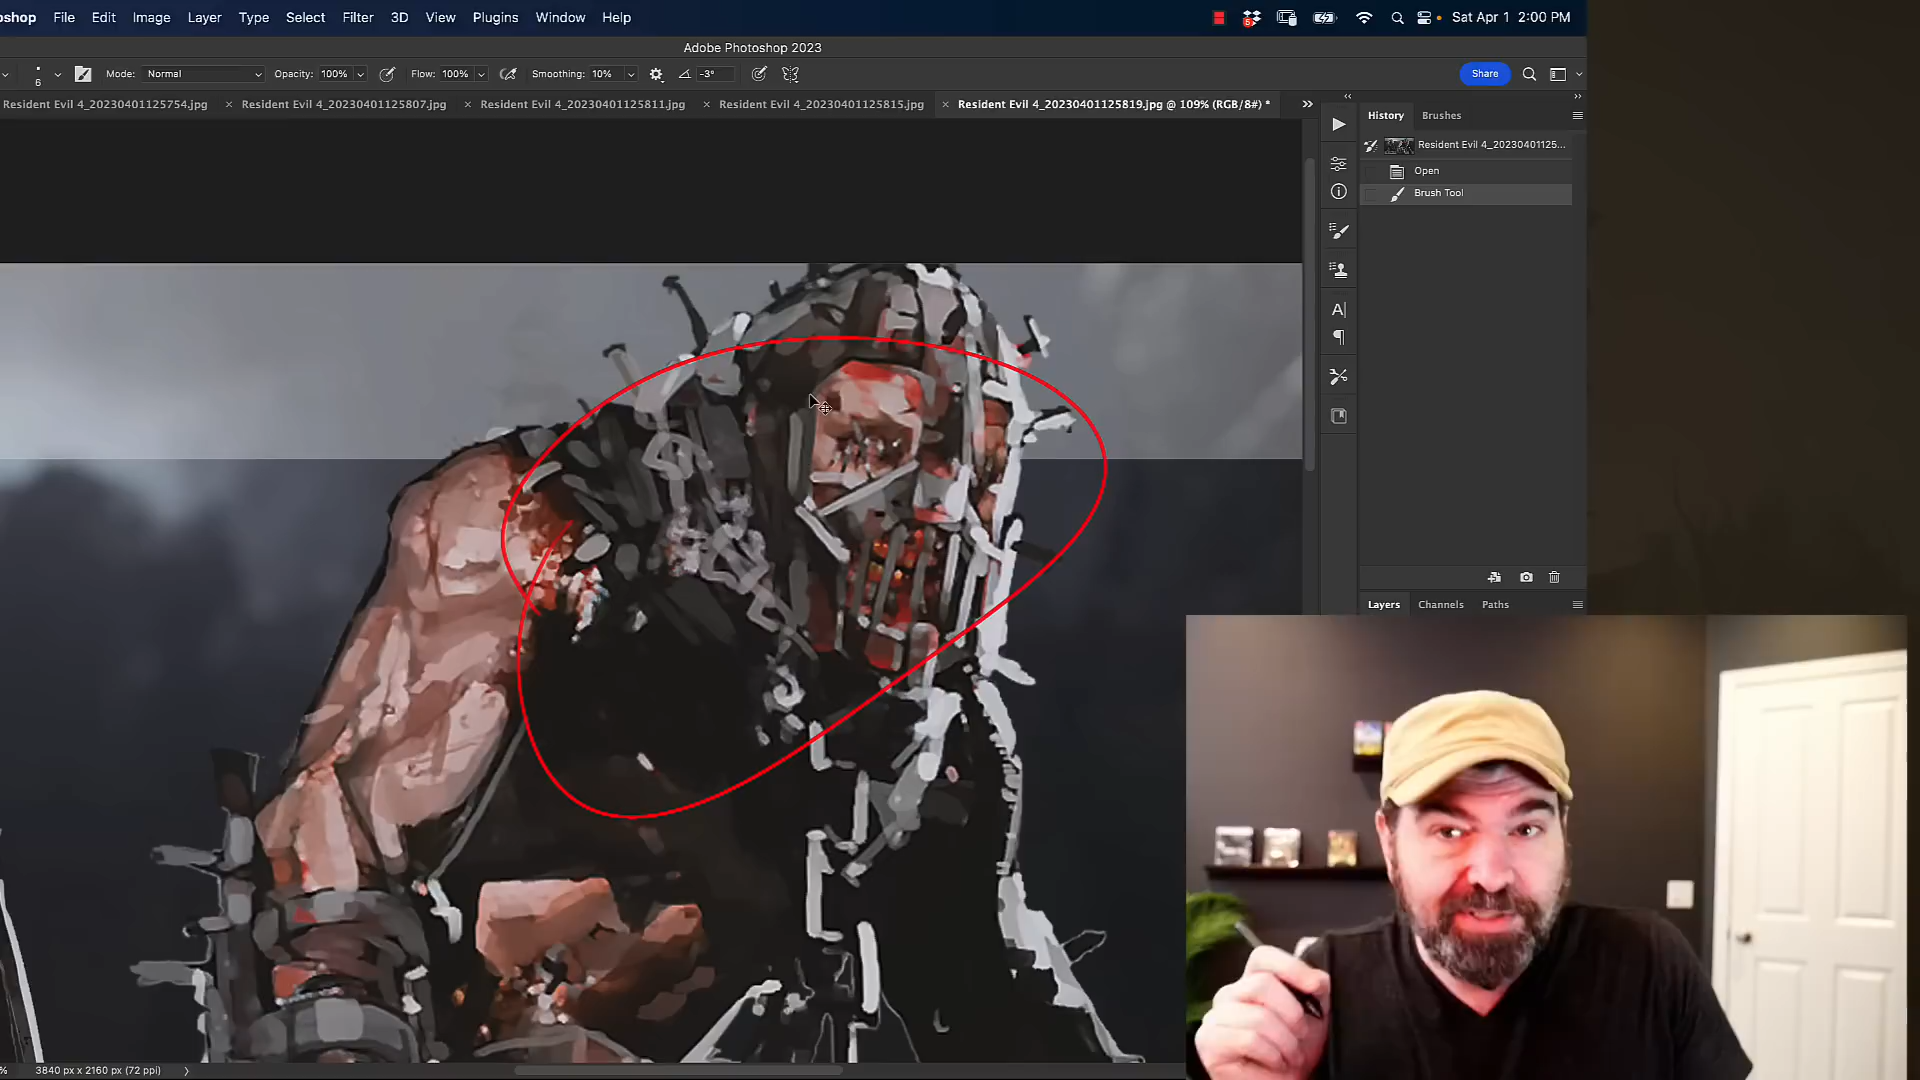 shop File Edit Image Layer Type Select Filter 3D View Plugins Window Help Sat Apr 1 2:00 PM
Adobe Photoshop 2023
6 Mode: Normal Opacity: 100% Flow: 100% Smoothing: 10% -3° Share
Resident Evil 4_20230401125754.jpg × Resident Evil 4_20230401125807.jpg × Resident Evil 4_20230401125811.jpg × Resident Evil 4_20230401125815.jpg × Resident Evil 4_20230401125819.jpg @ 109% (RGB/8#) *
History Brushes
Resident Evil 4_20230401125...
Open
Brush Tool
Layers Channels Paths
% 3840 px x 2160 px (72 ppi)